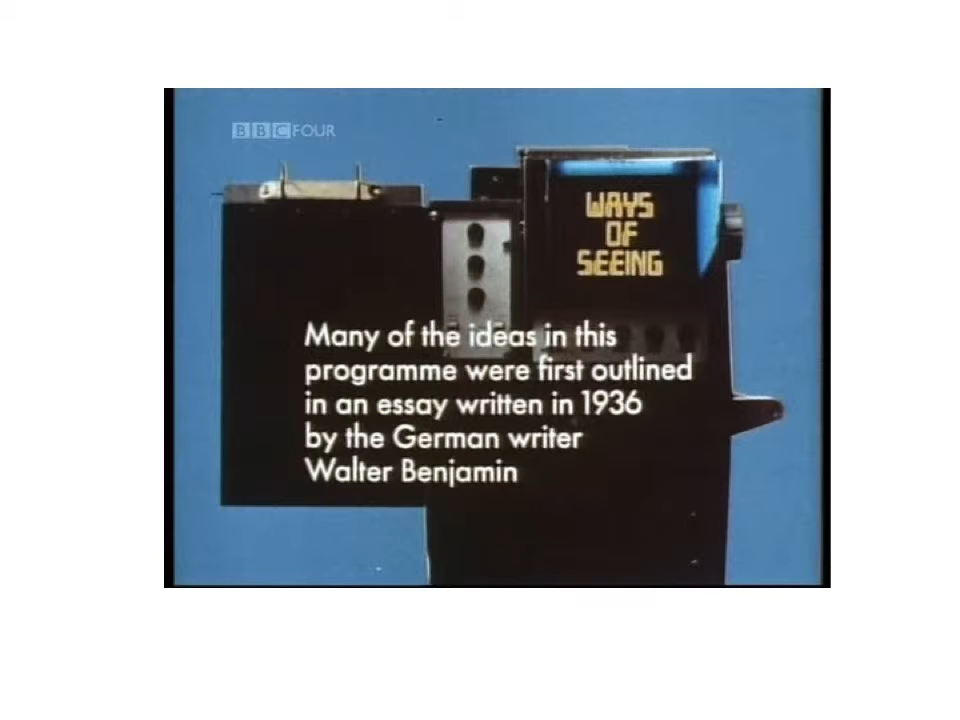 BBC FOUR
WAYS
OF
SEEING
Many of the ideas in this
programme were first outlined
in an essay written in 1936
by the German writer
Walter Benjamin